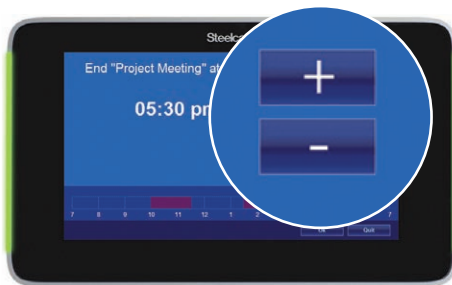 Steelc
End "Project Meeting" at
05:30 pm
+
-
7 8 9 10 11 12 1 2 7
Ok Quit